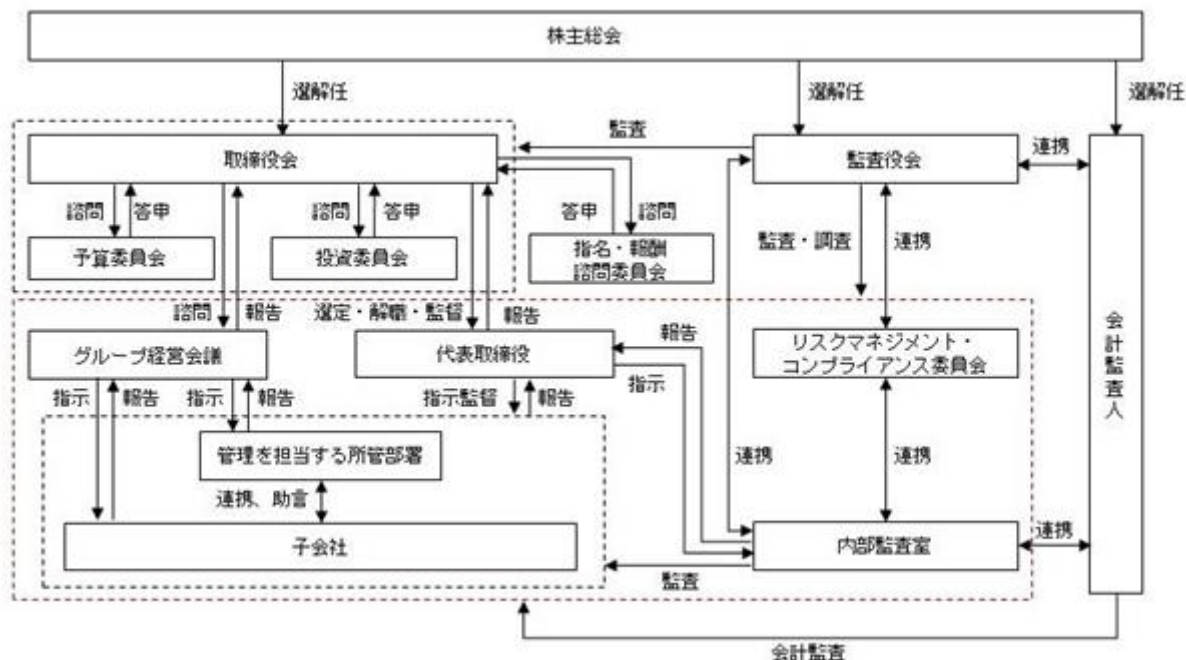 株主総会
選解任
選解任
選解任
監査
取締役会
監査役会
連携
諮問
答申
諮問
答申
答申
諮問
予算委員会
投資委員会
指名・報酬
諮問委員会
監査・調査
連携
諮問
報告
選定・解職・監督
報告
グループ経営会議
代表取締役
報告
指示
リスクマネジメント・
コンプライアンス委員会
会計監査人
指示
報告
指示
報告
指示監督
報告
管理を担当する所管部署
連携、助言
連携
連携
子会社
内部監査室
連携
監査
会計監査